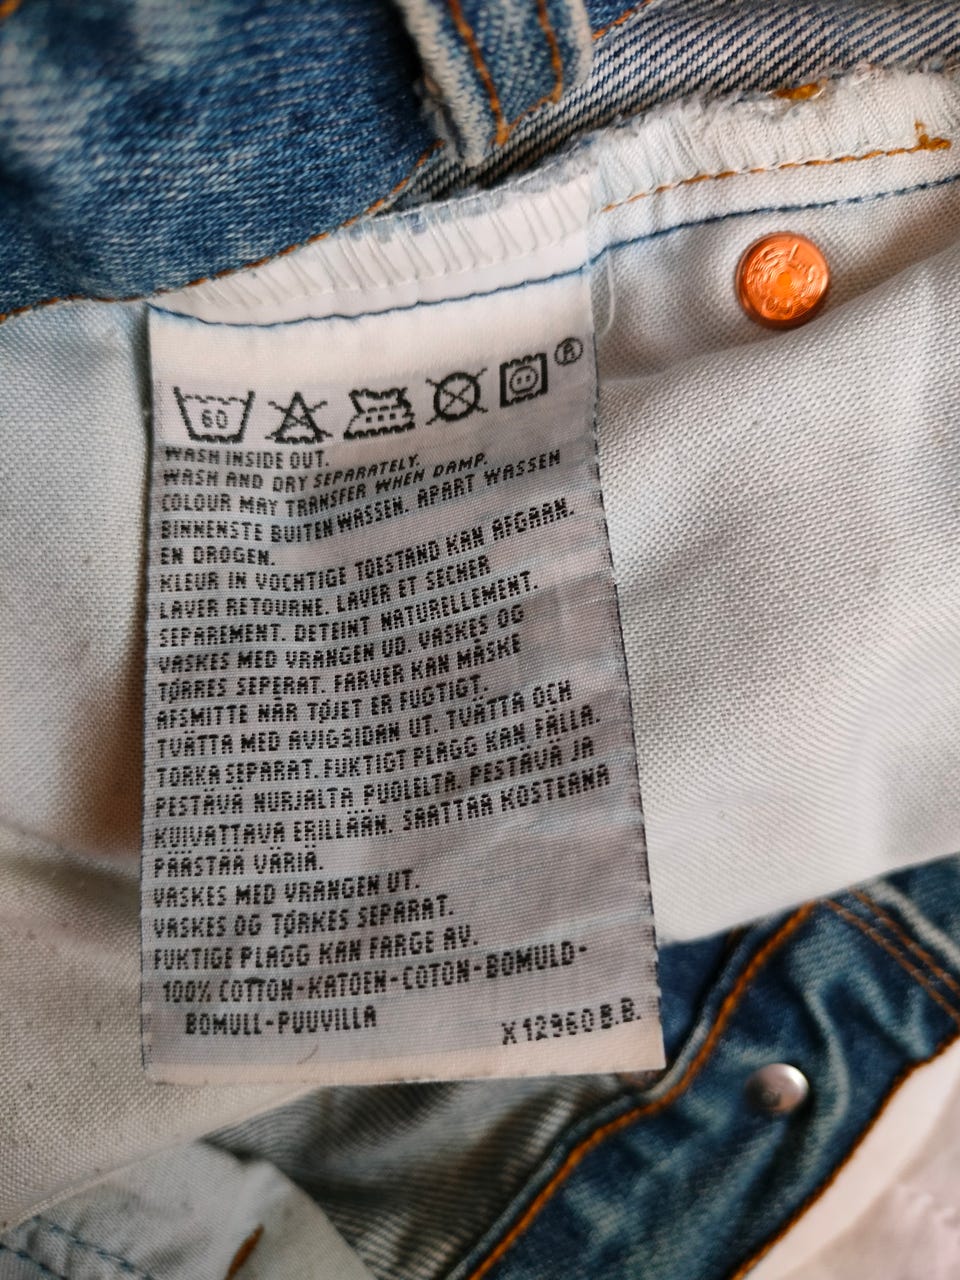 60
®
WASH INSIDE OUT.
WASH AND DRY SEPARATELY.
COLOUR MAY TRANSFER WHEN DAMP.
BINNENSTE BUITEN WASSEN. APART WASSEN
EN DROGEN.
KLEUR IN VOCHTIGE TOESTAND KAN AFGAAN.
LAVER RETOURNE. LAVER ET SECHER
SEPAREMENT. DETEINT NATURELLEMENT.
VASKES MED VRANGEN UD. VASKES OG
TØRRES SEPERAT. FARVER KAN MÅSKE
AFSMITTE NÅR TØJET ER FUGTIGT.
TVÄTTA MED AVIGSIDAN UT. TVÄTTA OCH
TORKA SEPARAT. FUKTIGT PLAGG KAN FÄLLA.
PESTÄVÄ NURJALTA PUOLELTA. PESTÄVÄ JA
KUIVATTAVA ERILLÄÄN. SAATTAA KOSTEANA
PÄÄSTÄÄ VÄRIÄ.
VASKES MED VRANGEN UT.
VASKES OG TØRKES SEPARAT.
FUKTIGE PLAGG KAN FARGE AV.
100% COTTON-KATOEN-COTON-BOMULD-
BOMULL-PUUVILLA
X 12960 B.B.